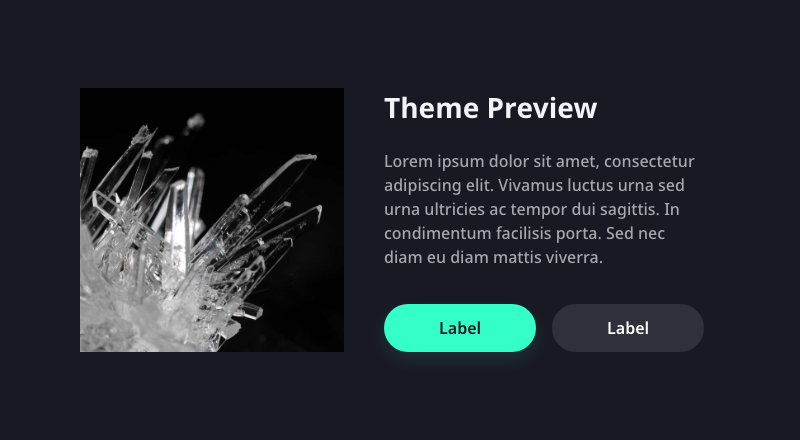 Theme Preview
Lorem ipsum dolor sit amet, consectetur
adipiscing elit. Vivamus luctus urna sed
urna ultricies ac tempor dui sagittis. In
condimentum facilisis porta. Sed nec
diam eu diam mattis viverra.
Label
Label